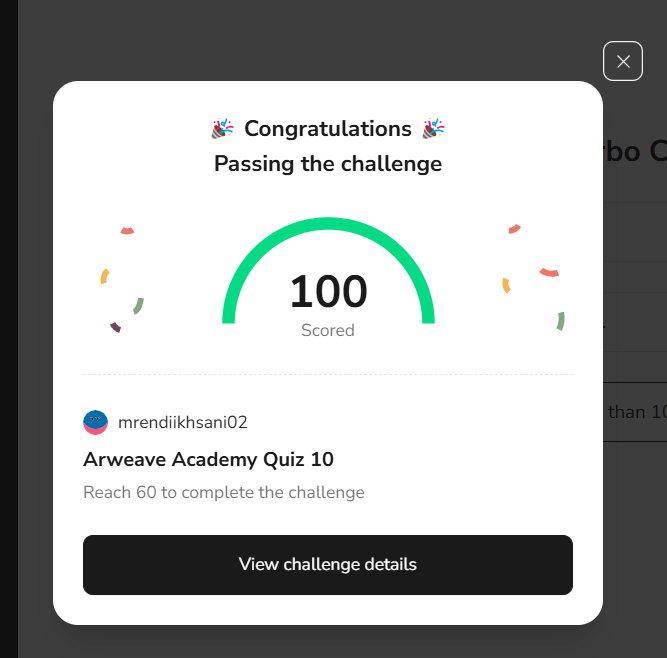 Congratulations
Passing the challenge
100
Scored
mrendiikhsani02
Arweave Academy Quiz 10
Reach 60 to complete the challenge
than 10
View challenge details